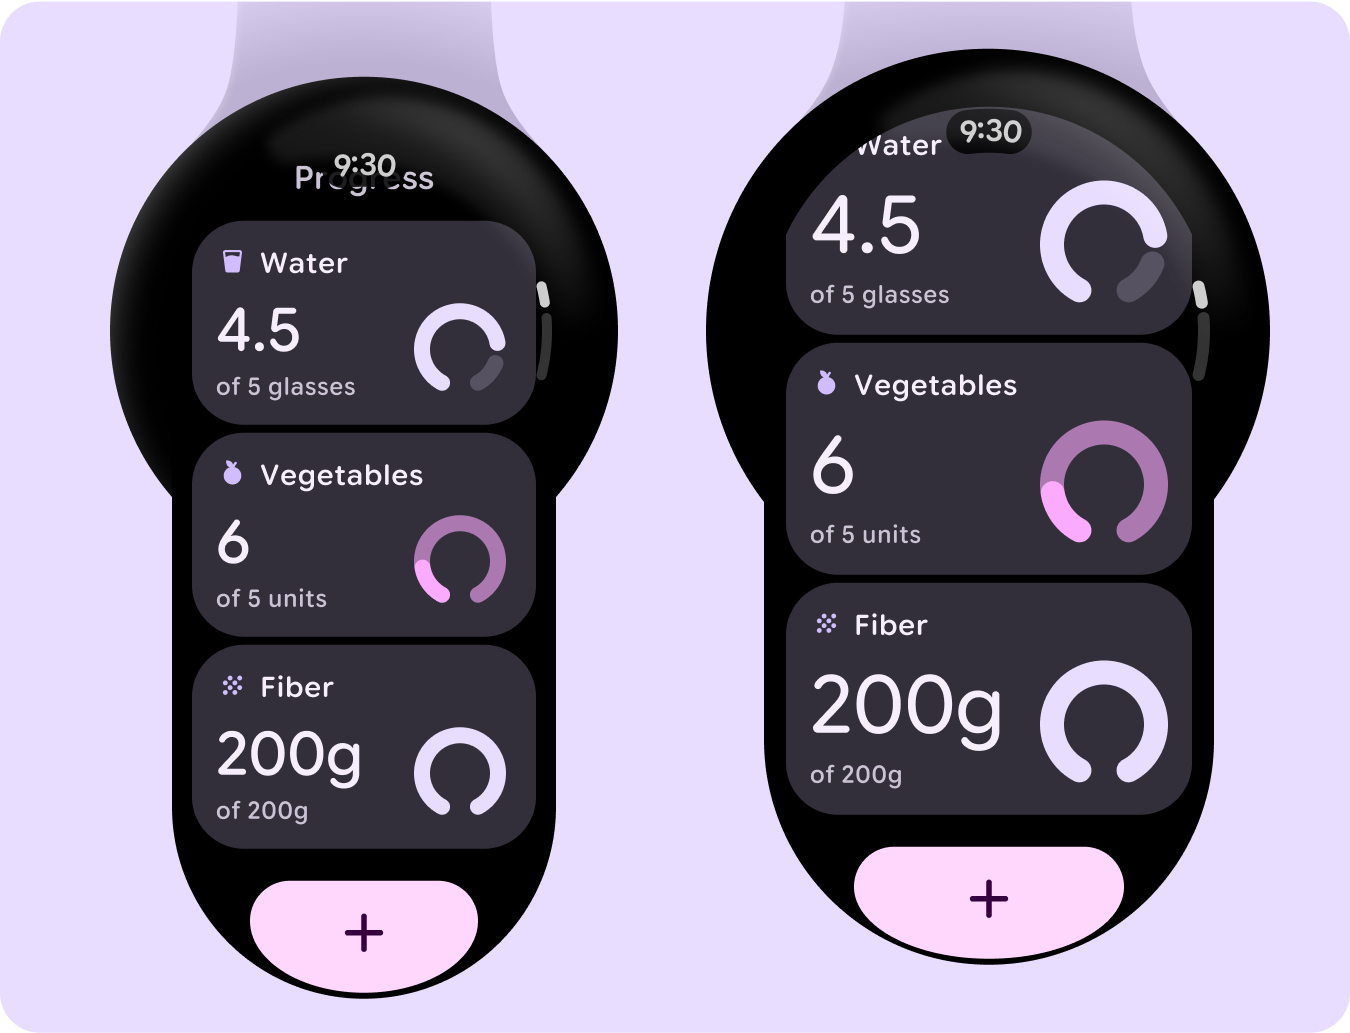 9:30
Progress
Water
4.5
of 5 glasses
Vegetables
6
of 5 units
Fiber
200g
of 200g
9:30
Water
4.5
of 5 glasses
Vegetables
6
of 5 units
Fiber
200g
of 200g